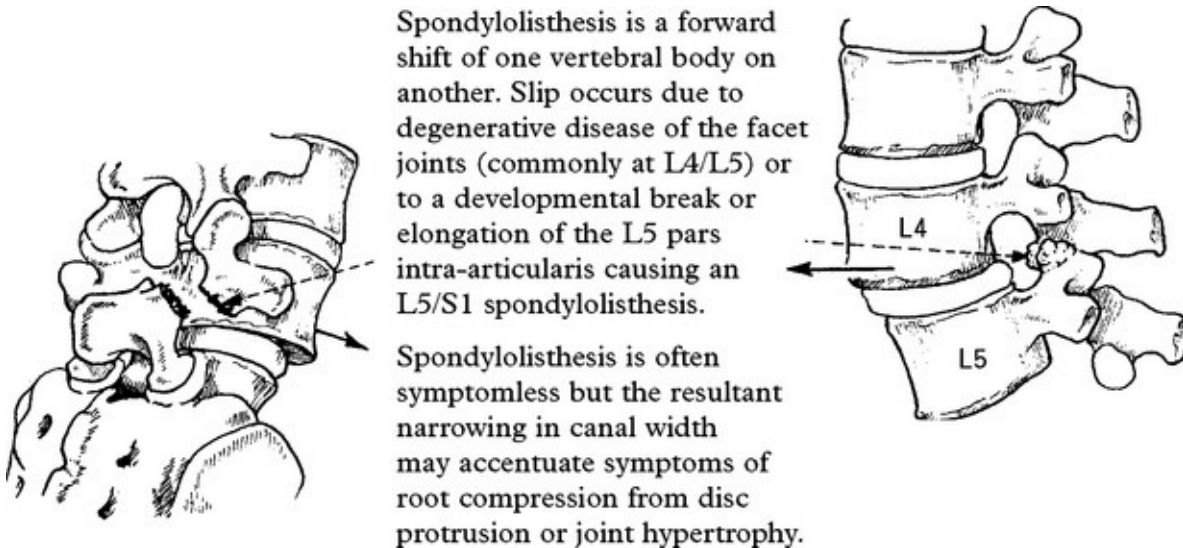 Spondylolisthesis is a forward
shift of one vertebral body on
another. Slip occurs due to
degenerative disease of the facet
joints (commonly at L4/L5) or
to a developmental break or
elongation of the L5 pars
intra-articularis causing an
L5/S1 spondylolisthesis.
Spondylolisthesis is often
symptomless but the resultant
narrowing in canal width
may accentuate symptoms of
root compression from disc
protrusion or joint hypertrophy.
L4
L5